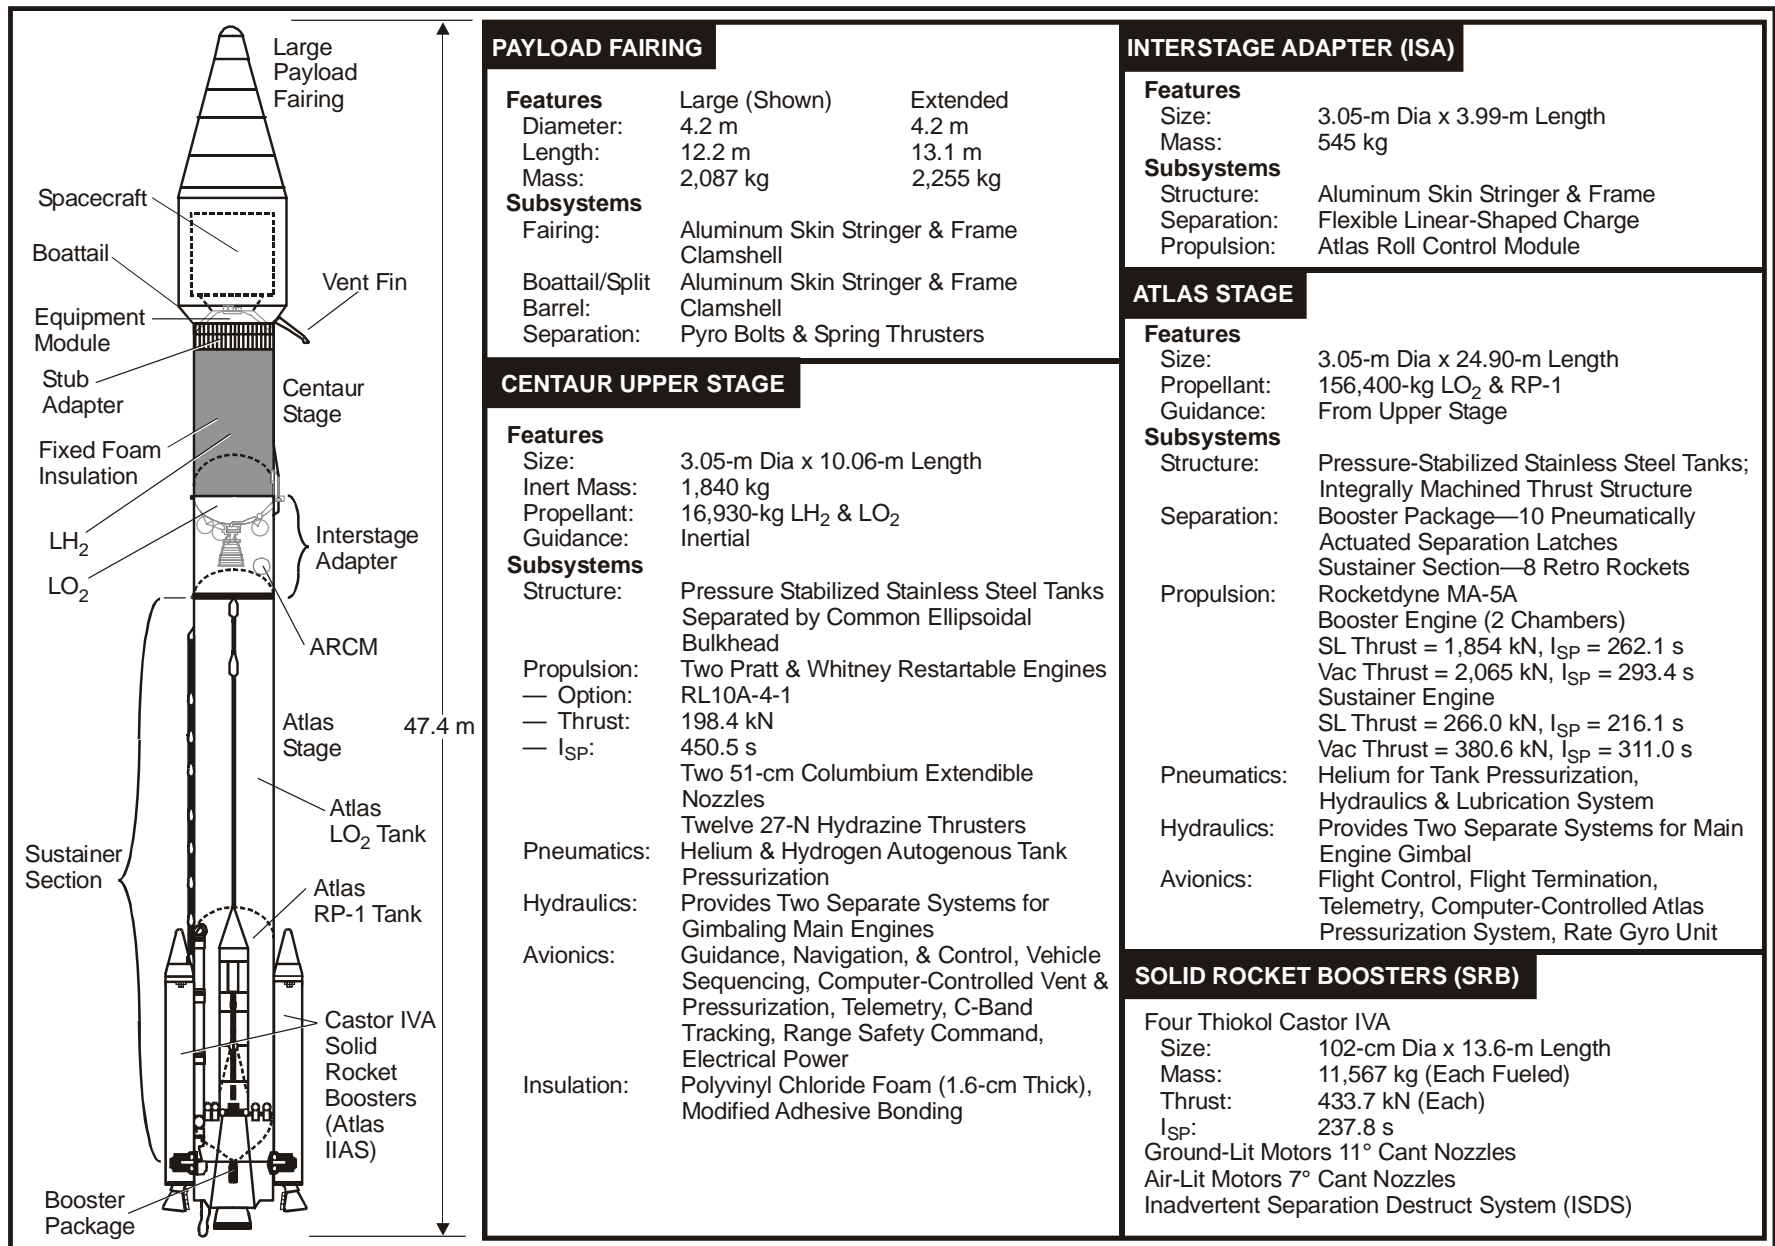 Large
Payload
Fairing
Spacecraft
Boattail
Vent Fin
Equipment
Module
Stub
Adapter
Centaur
Stage
Fixed Foam
Insulation
LH2
LO2
Interstage
Adapter
ARCM
Atlas
Stage
47.4 m
Atlas
LO2 Tank
Sustainer
Section
Atlas
RP-1 Tank
Castor IVA
Solid
Rocket
Boosters
(Atlas
IIAS)
Booster
Package
PAYLOAD FAIRING
Features Large (Shown) Extended
Diameter: 4.2 m 4.2 m
Length: 12.2 m 13.1 m
Mass: 2,087 kg 2,255 kg
Subsystems
Fairing: Aluminum Skin Stringer & Frame
Clamshell
Boattail/Split Aluminum Skin Stringer & Frame
Barrel: Clamshell
Separation: Pyro Bolts & Spring Thrusters
CENTAUR UPPER STAGE
Features
Size: 3.05-m Dia x 10.06-m Length
Inert Mass: 1,840 kg
Propellant: 16,930-kg LH2 & LO2
Guidance: Inertial
Subsystems
Structure: Pressure Stabilized Stainless Steel Tanks
Separated by Common Ellipsoidal
Bulkhead
Propulsion: Two Pratt & Whitney Restartable Engines
— Option: RL10A-4-1
— Thrust: 198.4 kN
— ISP: 450.5 s
Two 51-cm Columbium Extendible
Nozzles
Twelve 27-N Hydrazine Thrusters
Pneumatics: Helium & Hydrogen Autogenous Tank
Pressurization
Hydraulics: Provides Two Separate Systems for
Gimbaling Main Engines
Avionics: Guidance, Navigation, & Control, Vehicle
Sequencing, Computer-Controlled Vent &
Pressurization, Telemetry, C-Band
Tracking, Range Safety Command,
Electrical Power
Insulation: Polyvinyl Chloride Foam (1.6-cm Thick),
Modified Adhesive Bonding
INTERSTAGE ADAPTER (ISA)
Features
Size: 3.05-m Dia x 3.99-m Length
Mass: 545 kg
Subsystems
Structure: Aluminum Skin Stringer & Frame
Separation: Flexible Linear-Shaped Charge
Propulsion: Atlas Roll Control Module
ATLAS STAGE
Features
Size: 3.05-m Dia x 24.90-m Length
Propellant: 156,400-kg LO2 & RP-1
Guidance: From Upper Stage
Subsystems
Structure: Pressure-Stabilized Stainless Steel Tanks;
Integrally Machined Thrust Structure
Separation: Booster Package—10 Pneumatically
Actuated Separation Latches
Sustainer Section—8 Retro Rockets
Propulsion: Rocketdyne MA-5A
Booster Engine (2 Chambers)
SL Thrust = 1,854 kN, ISP = 262.1 s
Vac Thrust = 2,065 kN, ISP = 293.4 s
Sustainer Engine
SL Thrust = 266.0 kN, ISP = 216.1 s
Vac Thrust = 380.6 kN, ISP = 311.0 s
Pneumatics: Helium for Tank Pressurization,
Hydraulics & Lubrication System
Hydraulics: Provides Two Separate Systems for Main
Engine Gimbal
Avionics: Flight Control, Flight Termination,
Telemetry, Computer-Controlled Atlas
Pressurization System, Rate Gyro Unit
SOLID ROCKET BOOSTERS (SRB)
Four Thiokol Castor IVA
Size: 102-cm Dia x 13.6-m Length
Mass: 11,567 kg (Each Fueled)
Thrust: 433.7 kN (Each)
ISP: 237.8 s
Ground-Lit Motors 11° Cant Nozzles
Air-Lit Motors 7° Cant Nozzles
Inadvertent Separation Destruct System (ISDS)